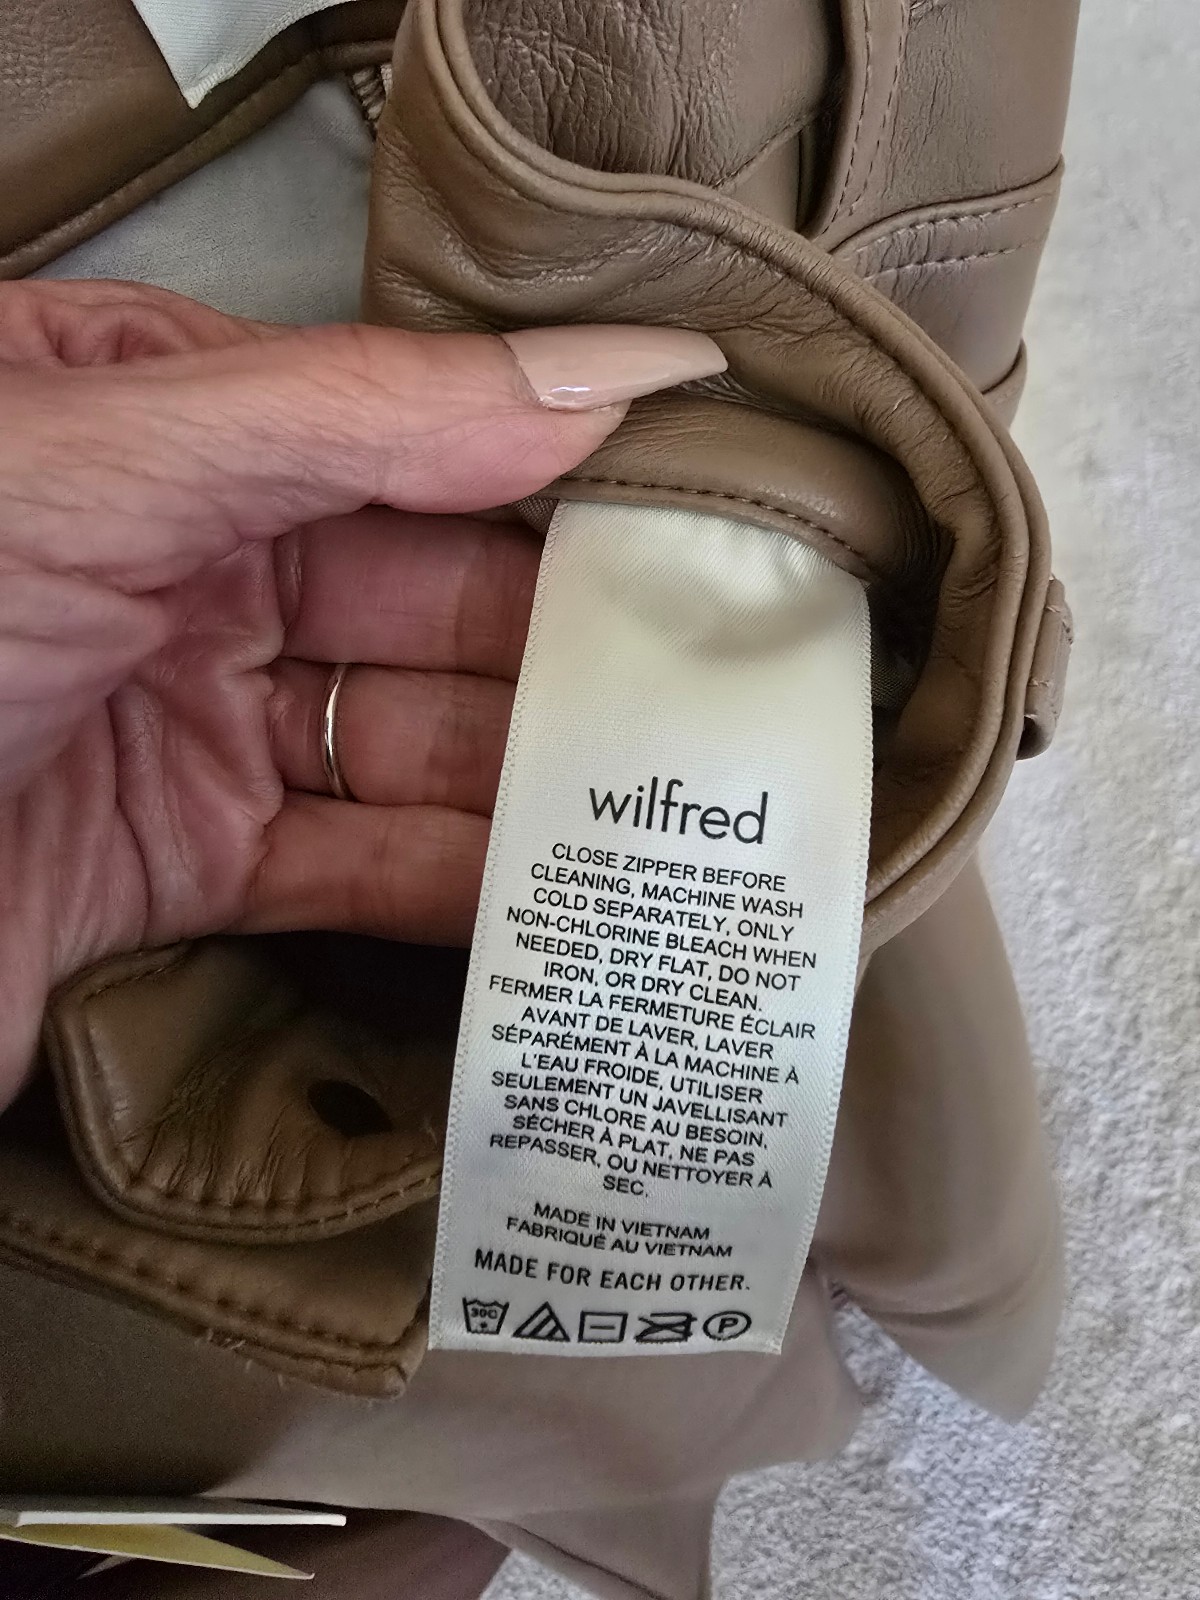 wilfred
CLOSE ZIPPER BEFORE
CLEANING, MACHINE WASH
COLD SEPARATELY, ONLY
NON-CHLORINE BLEACH WHEN
NEEDED, DRY FLAT, DO NOT
IRON, OR DRY CLEAN.
FERMER LA FERMETURE ÉCLAIR
AVANT DE LAVER, LAVER
SÉPARÉMENT À LA MACHINE À
L'EAU FROIDE, UTILISER
SEULEMENT UN JAVELLISANT
SANS CHLORE AU BESOIN,
SÉCHER À PLAT, NE PAS
REPASSER, OU NETTOYER À
SEC.
MADE IN VIETNAM
FABRIQUÉ AU VIETNAM
MADE FOR EACH OTHER.
30C P